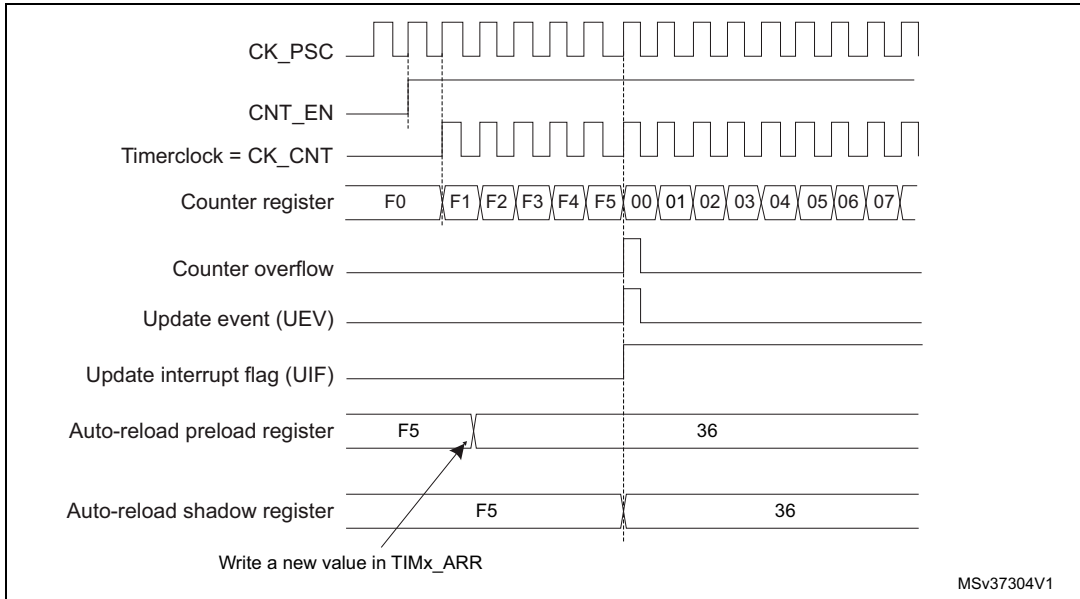 CK_PSC
CNT_EN
Timerclock = CK_CNT
Counter register F0 F1 F2 F3 F4 F5 00 01 02 03 04 05 06 07
Counter overflow
Update event (UEV)
Update interrupt flag (UIF)
Auto-reload preload register F5 36
Auto-reload shadow register F5 36
Write a new value in TIMx_ARR
MSv37304V1